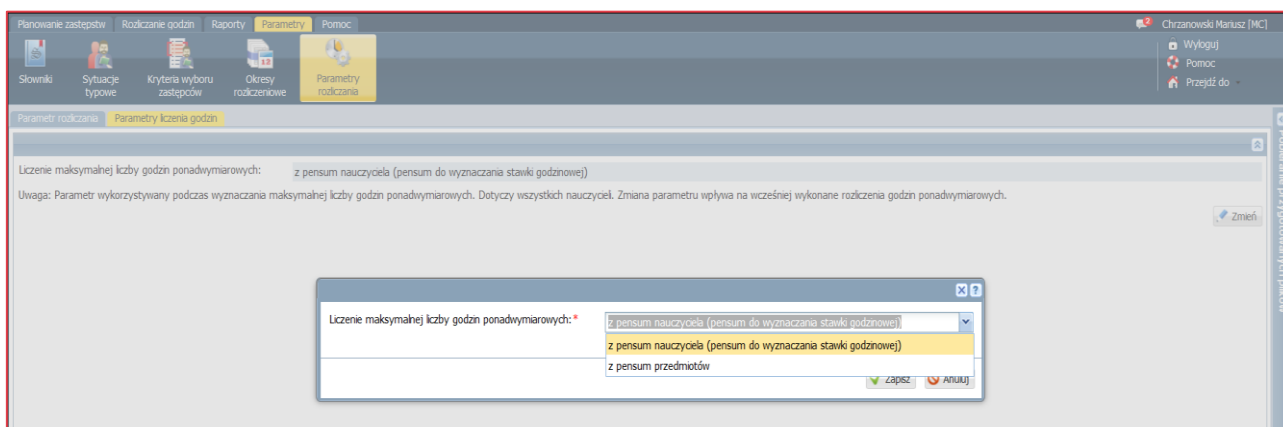 Planowanie zastępstw Rozliczanie godzin Raporty Parametry Pomoc
2 Chrzanowski Mariusz [MC]
Wyloguj
Pomoc
Przejdź do
Słowniki
Sytuacje typowe
Kryteria wyboru zastępców
Okresy rozliczeniowe
Parametry rozliczania
Parametr rozliczania Parametry liczenia godzin
Liczenie maksymalnej liczby godzin ponadwymiarowych: z pensum nauczyciela (pensum do wyznaczania stawki godzinowej)
Uwaga: Parametr wykorzystywany podczas wyznaczania maksymalnej liczby godzin ponadwymiarowych. Dotyczy wszystkich nauczycieli. Zmiana parametru wpływa na wcześniej wykonane rozliczenia godzin ponadwymiarowych.
Zmień
Liczenie maksymalnej liczby godzin ponadwymiarowych:* z pensum nauczyciela (pensum do wyznaczania stawki godzinowej)
z pensum nauczyciela (pensum do wyznaczania stawki godzinowej)
z pensum przedmiotów
Zapisz Anuluj